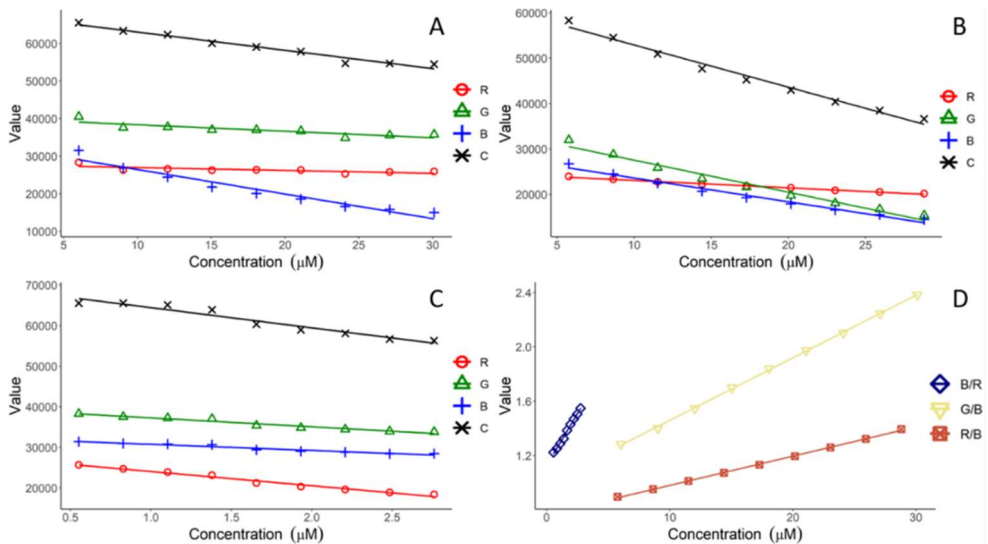 A
60000
50000
40000
30000
20000
10000
Value
5 10 15 20 25 30
Concentration (μM)
R
G
B
C
B
60000
50000
40000
30000
20000
Value
10 15 20 25
5
Concentration (μM)
R
G
B
C
C
70000
60000
50000
40000
30000
20000
Value
0.5 1.0 1.5 2.0 2.5
Concentration (μM)
R
G
B
C
D
2.4
2.0
1.6
1.2
Value
0 10 20 30
Concentration (μM)
B/R
G/B
R/B